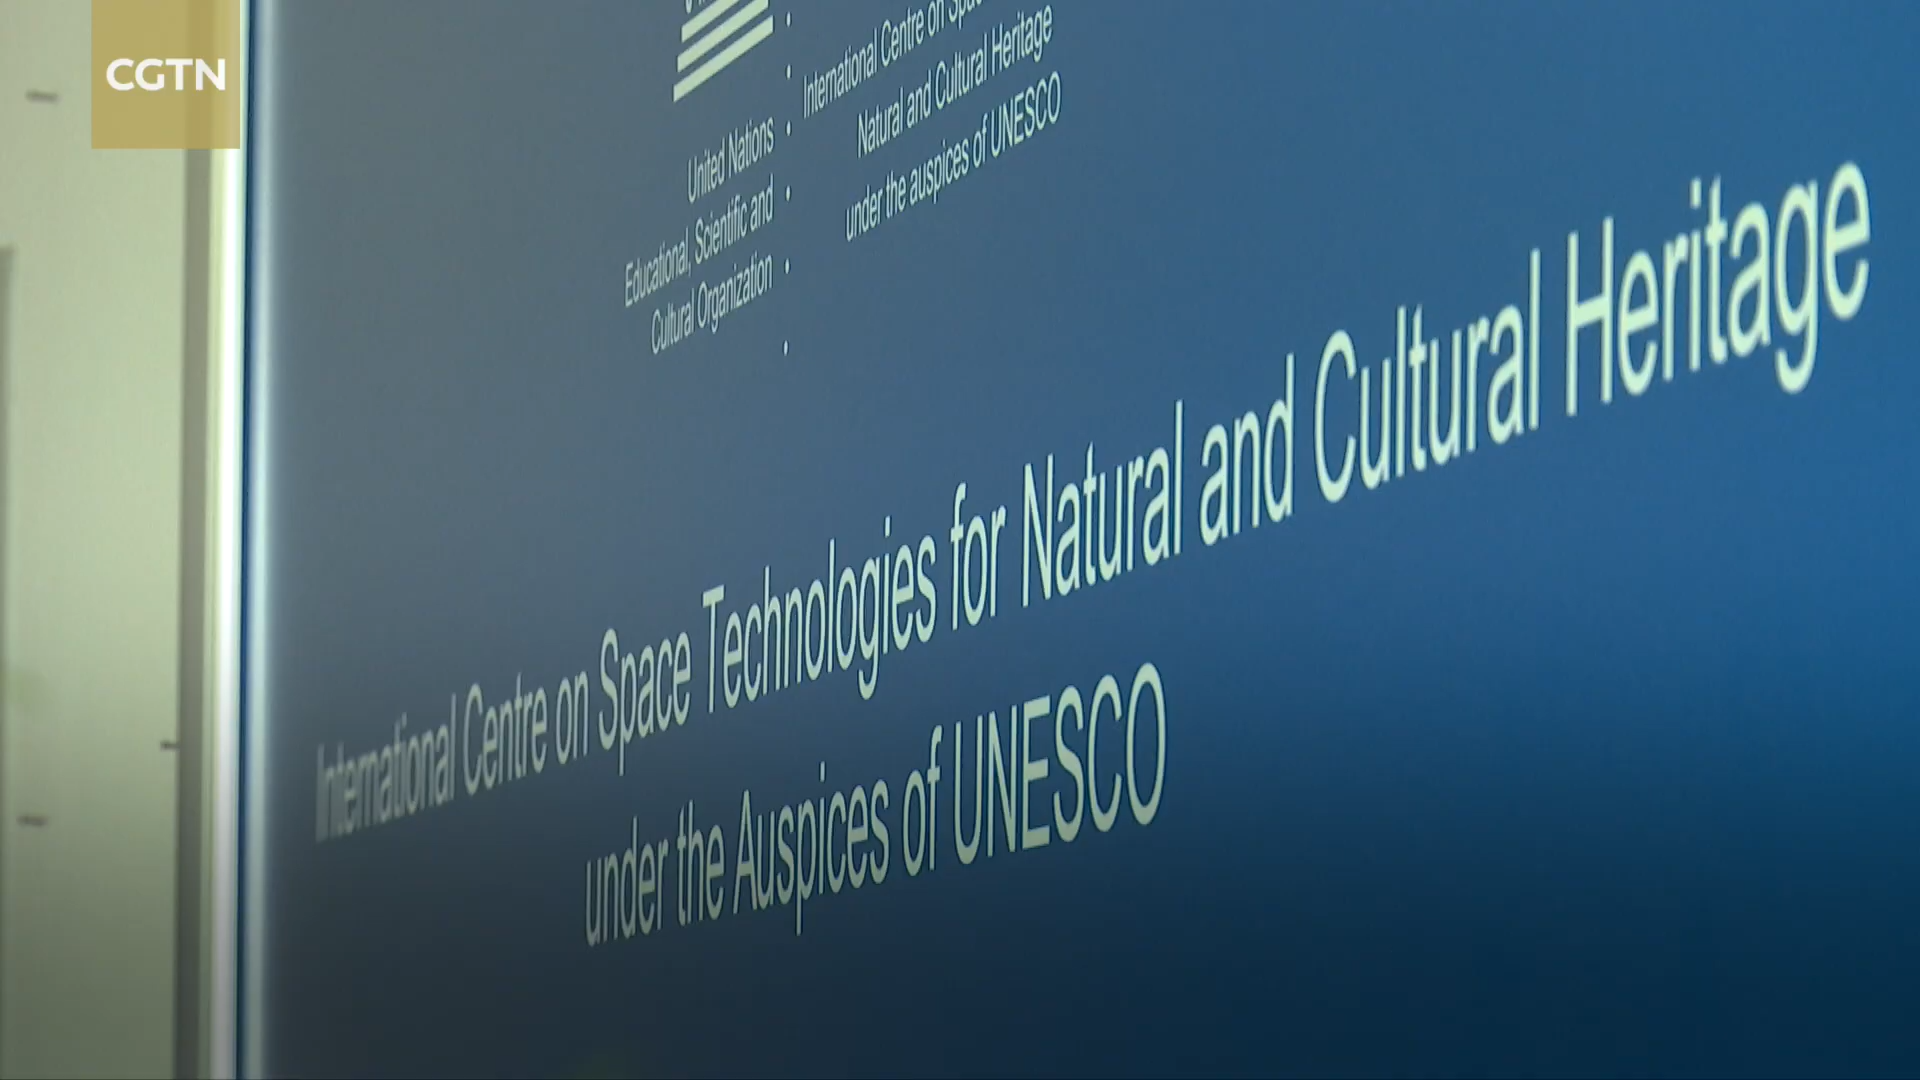 CGTN
United Nations
Educational, Scientific and
Cultural Organization
International Centre on
Natural and Cultural Heritage
under the auspices of UNESCO
International Centre on Space Technologies for Natural and Cultural Heritage
under the Auspices of UNESCO